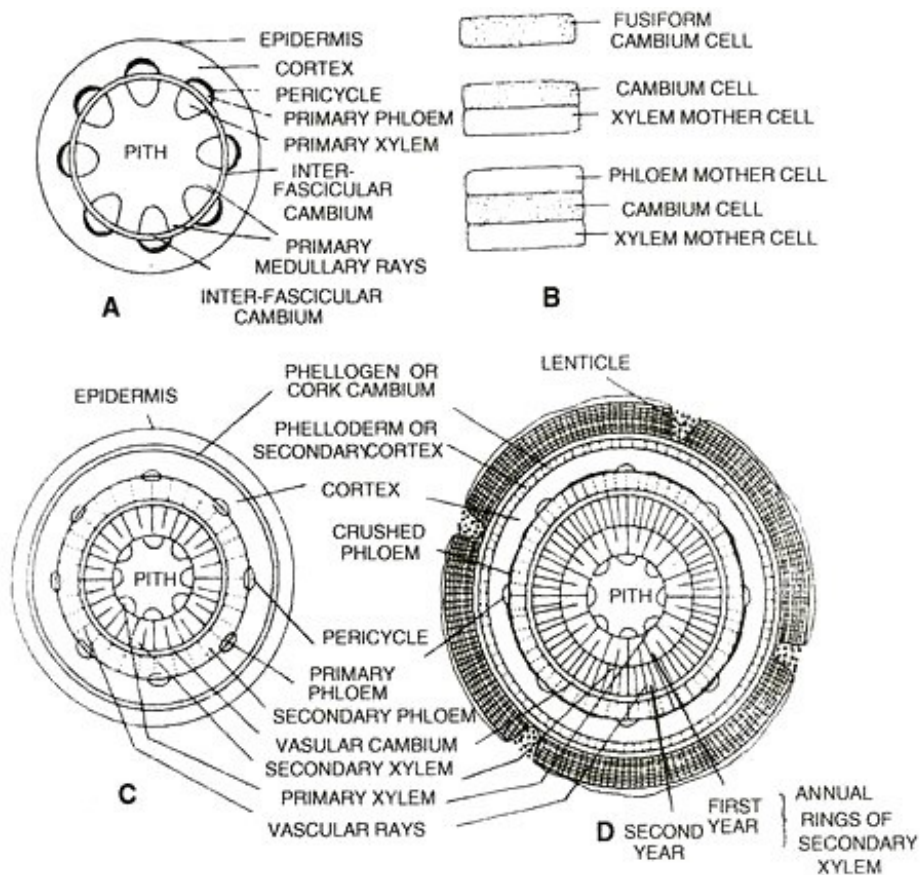 EPIDERMIS
CORTEX
PERICYCLE
PRIMARY PHLOEM
PRIMARY XYLEM
PITH
INTER-
FASCICULAR
CAMBIUM
PRIMARY
MEDULLARY RAYS
A
INTER-FASCICULAR
CAMBIUM
FUSIFORM
CAMBIUM CELL
CAMBIUM CELL
XYLEM MOTHER CELL
PHLOEM MOTHER CELL
CAMBIUM CELL
XYLEM MOTHER CELL
B
EPIDERMIS
PHELLOGEN OR
CORK CAMBIUM
LENTICLE
PHELLODERM OR
SECONDARY CORTEX
CORTEX
CRUSHED
PHLOEM
PITH
PITH
PERICYCLE
PRIMARY
PHLOEM
SECONDARY PHLOEM
VASULAR CAMBIUM
SECONDARY XYLEM
C
PRIMARY XYLEM
VASCULAR RAYS
D
SECOND
YEAR
FIRST
YEAR
ANNUAL
RINGS OF
SECONDARY
XYLEM